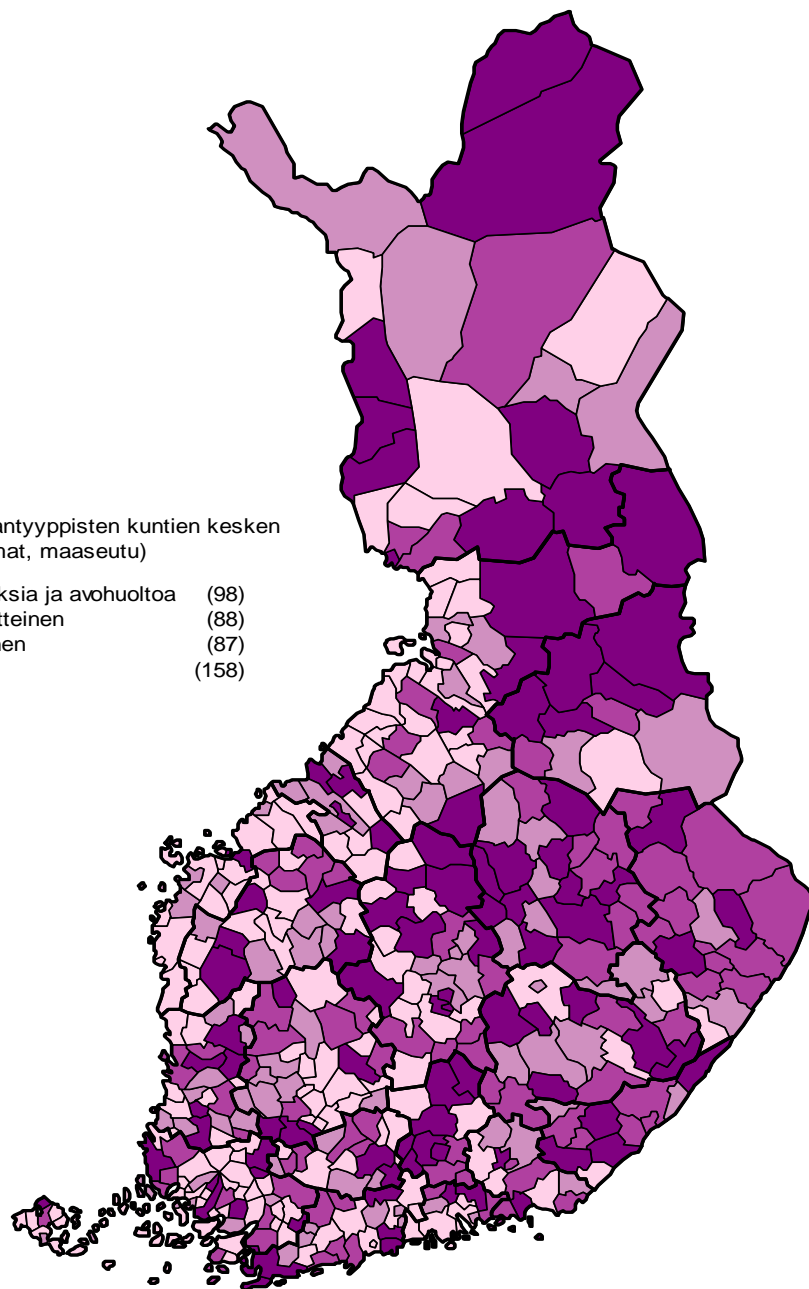 antyyppisten kuntien kesken
nat, maaseutu)
ksia ja avohuoltoa (98)
tteinen (88)
nen (87)
(158)